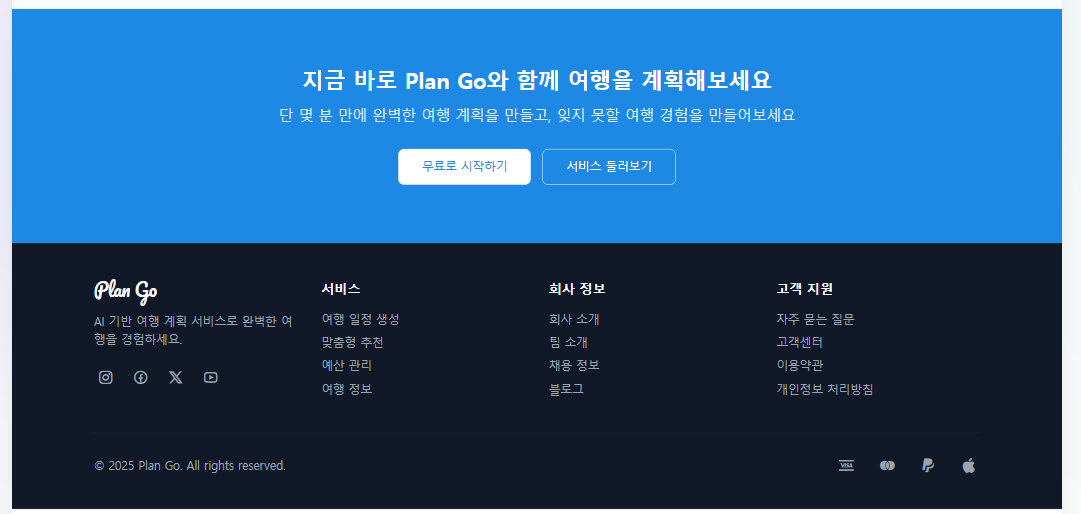 지금 바로 Plan Go와 함께 여행을 계획해보세요
단 몇 분 만에 완벽한 여행 계획을 만들고, 잊지 못할 여행 경험을 만들어보세요
무료로 시작하기
서비스 둘러보기
Plan Go
AI 기반 여행 계획 서비스로 완벽한 여
행을 경험하세요.
서비스
여행 일정 생성
맞춤형 추천
예산 관리
여행 정보
회사 정보
회사 소개
팀 소개
채용 정보
블로그
고객 지원
자주 묻는 질문
고객센터
이용약관
개인정보 처리방침
© 2025 Plan Go. All rights reserved.
VISA